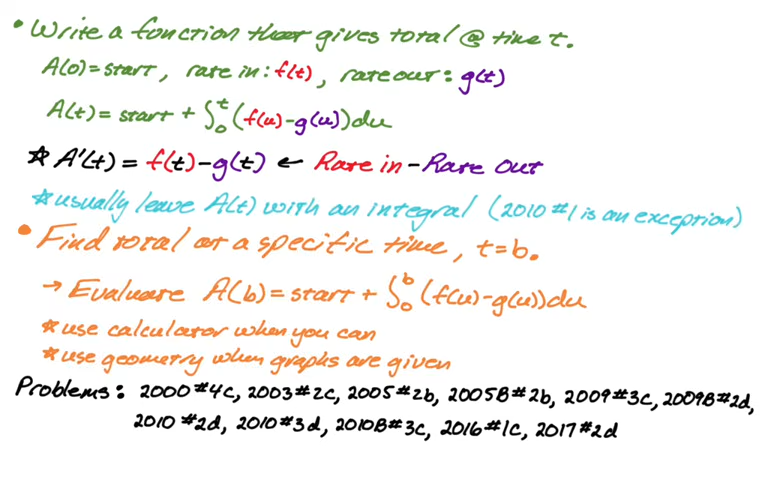 • Write a function that gives total @ time t.
A(0)=start, rate in: f(t), rate out: g(t)
A(t) = start + ∫₀ᵗ (f(u)-g(u))du
☆ A'(t) = f(t)-g(t) ← Rate in - Rate out
☆usually leave A(t) with an integral (2010 #1 is an exception)
• Find total at a specific time, t=b.
→ Evaluate A(b) = start + ∫₀ᵇ (f(u)-g(u))du
*use calculator when you can
*use geometry when graphs are given
Problems: 2000 #4c, 2003 #2c, 2005 #2b, 2005B #2b, 2009 #3c, 2009B #2d,
2010 #2d, 2010 #3d, 2010B #3c, 2016 #1c, 2017 #2d